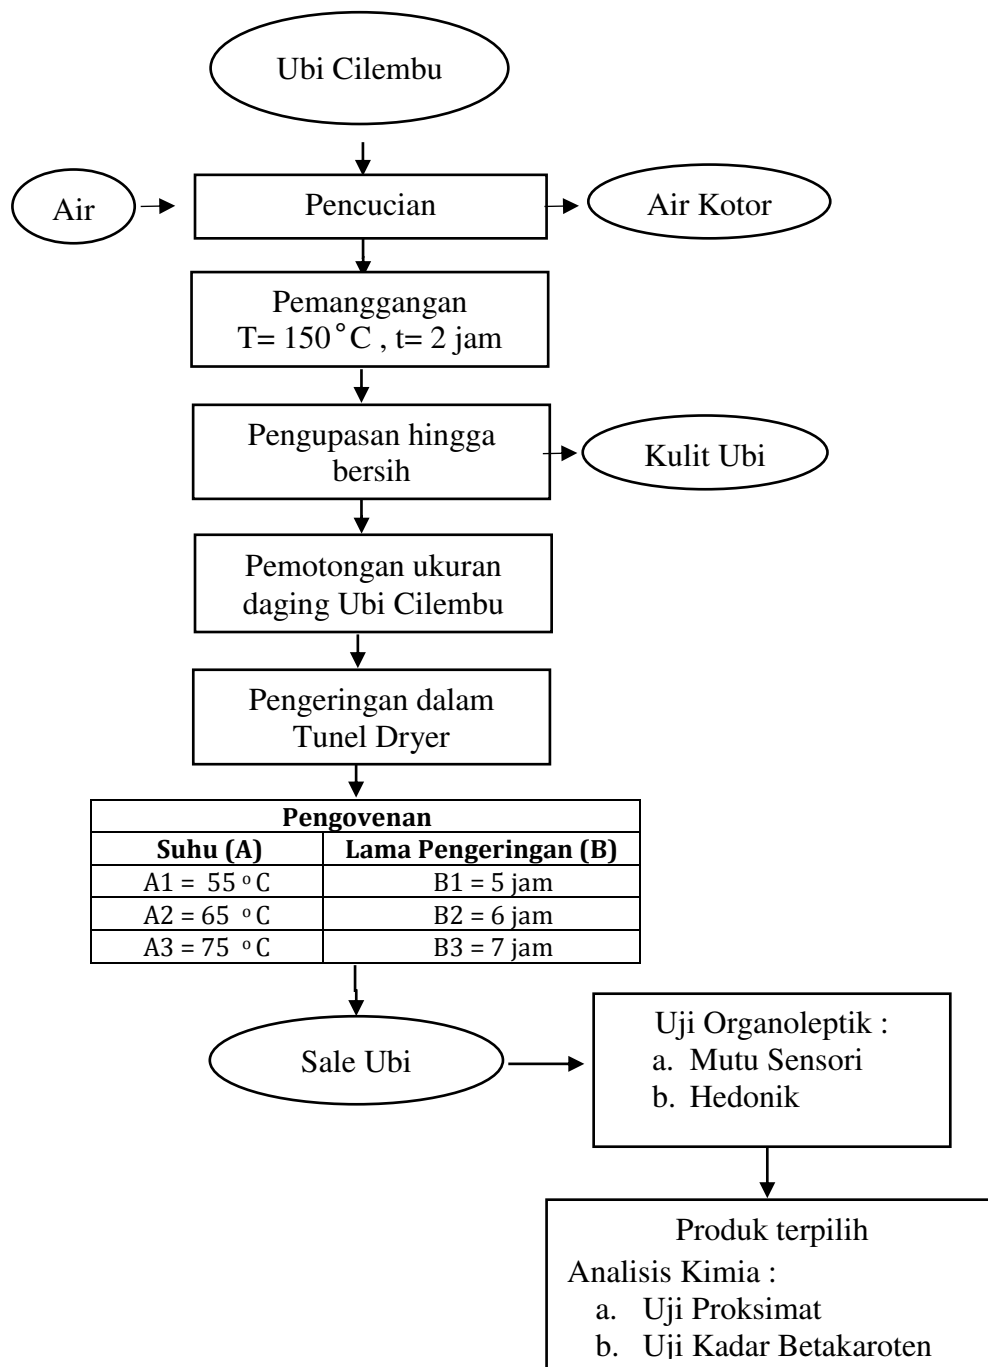 Ubi Cilembu
Air
Pencucian
Air Kotor
Pemanggangan
T= 150°C , t= 2 jam
Pengupasan hingga
bersih
Kulit Ubi
Pemotongan ukuran
daging Ubi Cilembu
Pengeringan dalam
Tunel Dryer
Pengovenan
Suhu (A) Lama Pengeringan (B)
A1 = 55 ᵒ C B1 = 5 jam
A2 = 65 ᵒ C B2 = 6 jam
A3 = 75 ᵒ C B3 = 7 jam
Sale Ubi
Uji Organoleptik :
a. Mutu Sensori
b. Hedonik
Produk terpilih
Analisis Kimia :
a. Uji Proksimat
b. Uji Kadar Betakaroten